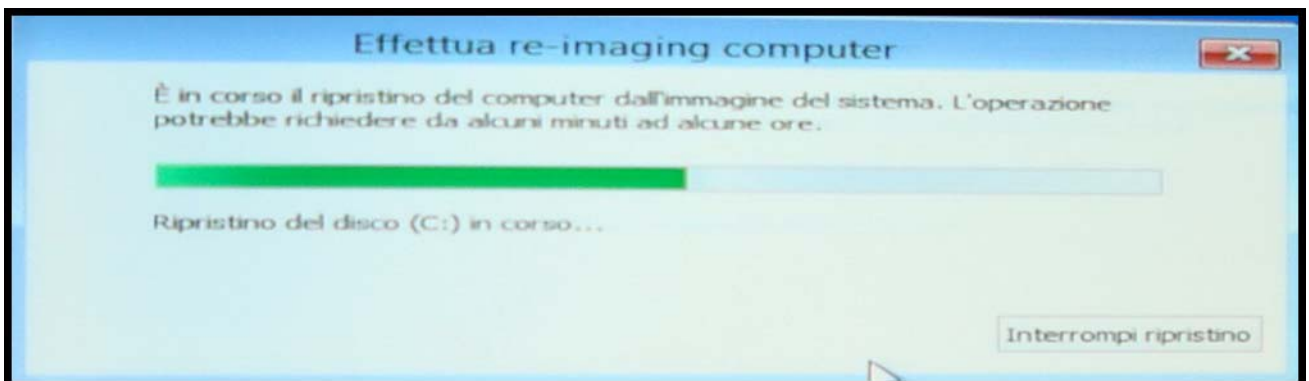 Effettua re-imaging computer
È in corso il ripristino del computer dall'immagine del sistema. L'operazione
potrebbe richiedere da alcuni minuti ad alcune ore.
Ripristino del disco (C:) in corso...
Interrompi ripristino